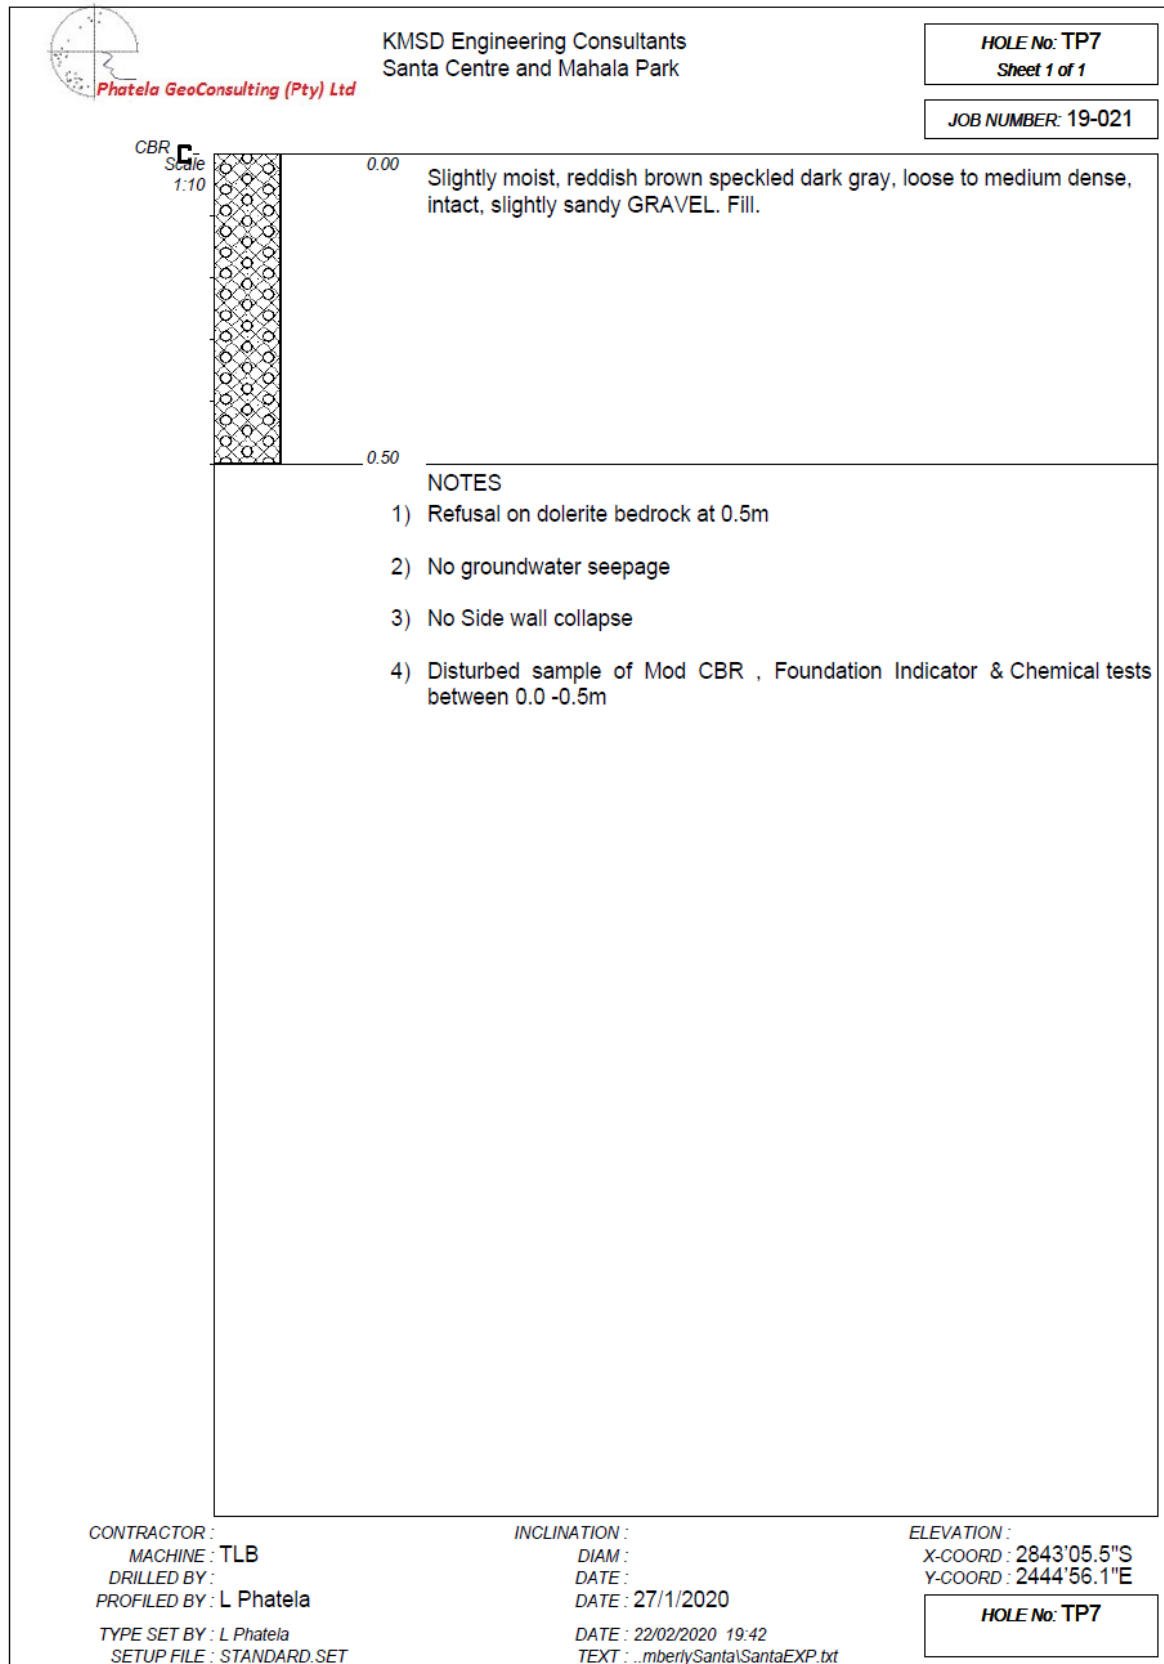 Phatela GeoConsulting (Pty) Ltd
KMSD Engineering Consultants
Santa Centre and Mahala Park
HOLE No: TP7
Sheet 1 of 1
JOB NUMBER: 19-021
CBR C
Scale
1:10
0.00
Slightly moist, reddish brown speckled dark gray, loose to medium dense,
intact, slightly sandy GRAVEL. Fill.
0.50
NOTES
1) Refusal on dolerite bedrock at 0.5m
2) No groundwater seepage
3) No Side wall collapse
4) Disturbed sample of Mod CBR , Foundation Indicator & Chemical tests
between 0.0 -0.5m
CONTRACTOR :
MACHINE : TLB
DRILLED BY :
PROFILED BY : L Phatela
TYPE SET BY : L Phatela
SETUP FILE : STANDARD.SET
INCLINATION :
DIAM :
DATE :
DATE : 27/1/2020
DATE : 22/02/2020 19:42
TEXT : ..mberlySanta\SantaEXP.txt
ELEVATION :
X-COORD : 2843'05.5"S
Y-COORD : 2444'56.1"E
HOLE No: TP7